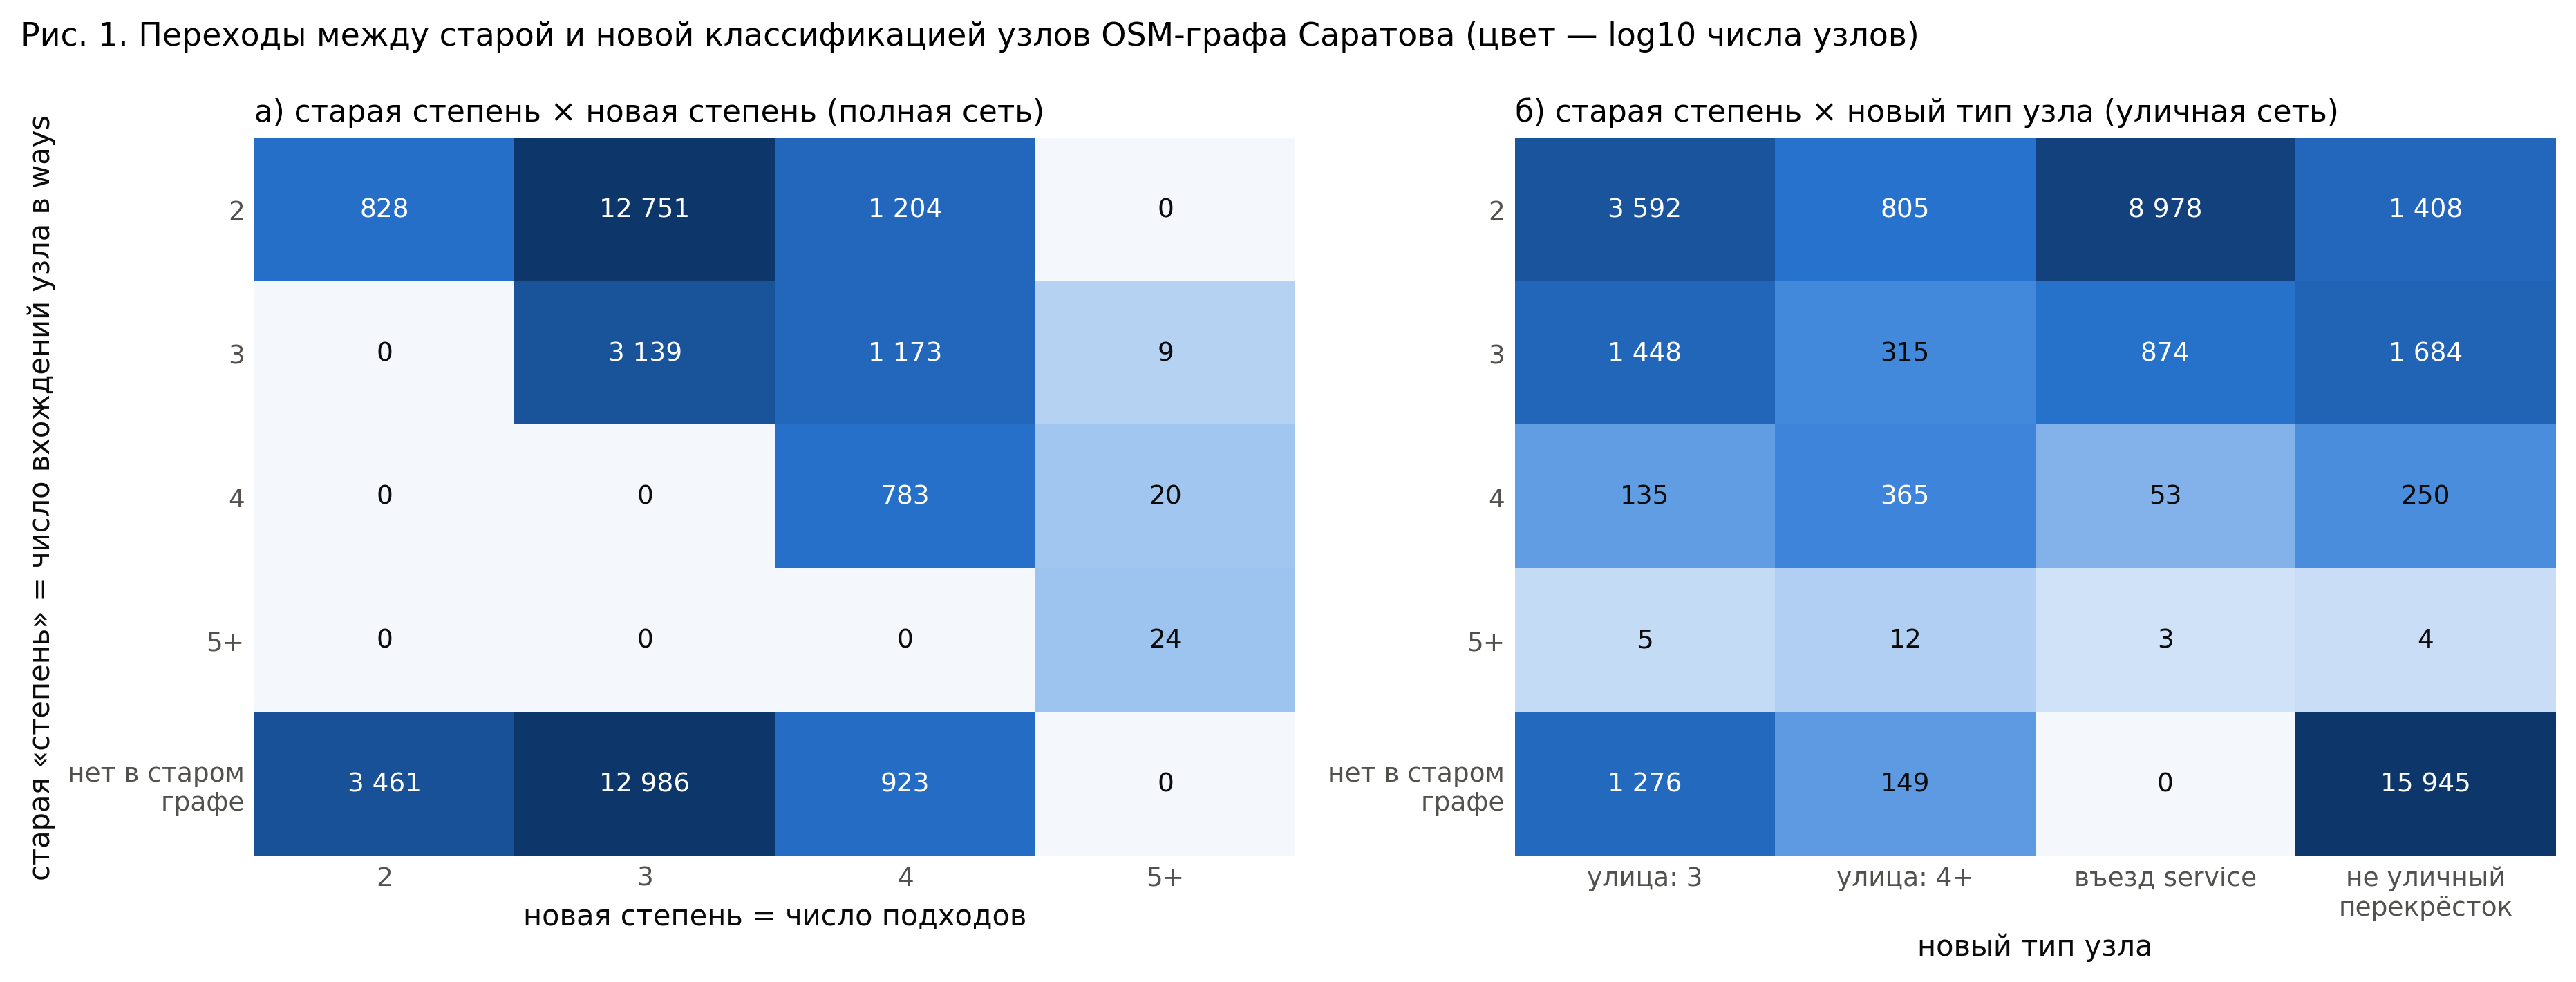 Рис. 1. Переходы между старой и новой классификацией узлов OSM-графа Саратова (цвет — log10 числа узлов)
старая «степень» = число вхождений узла в ways
а) старая степень × новая степень (полная сеть)
2 828 12 751 1 204 0
3 0 3 139 1 173 9
4 0 0 783 20
5+ 0 0 0 24
нет в старом
графе
3 461 12 986 923 0
2 3 4 5+
новая степень = число подходов
б) старая степень × новый тип узла (уличная сеть)
2 3 592 805 8 978 1 408
3 1 448 315 874 1 684
4 135 365 53 250
5+ 5 12 3 4
нет в старом
графе
1 276 149 0 15 945
улица: 3 улица: 4+ въезд service не уличный
перекрёсток
новый тип узла